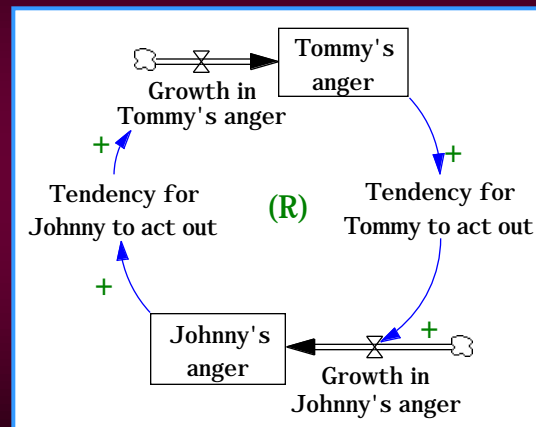 Tommy's
anger
Growth in
Tommy's anger
+
+
Tendency for
Johnny to act out
(R)
Tendency for
Tommy to act out
+
+
Johnny's
anger
Growth in
Johnny's anger